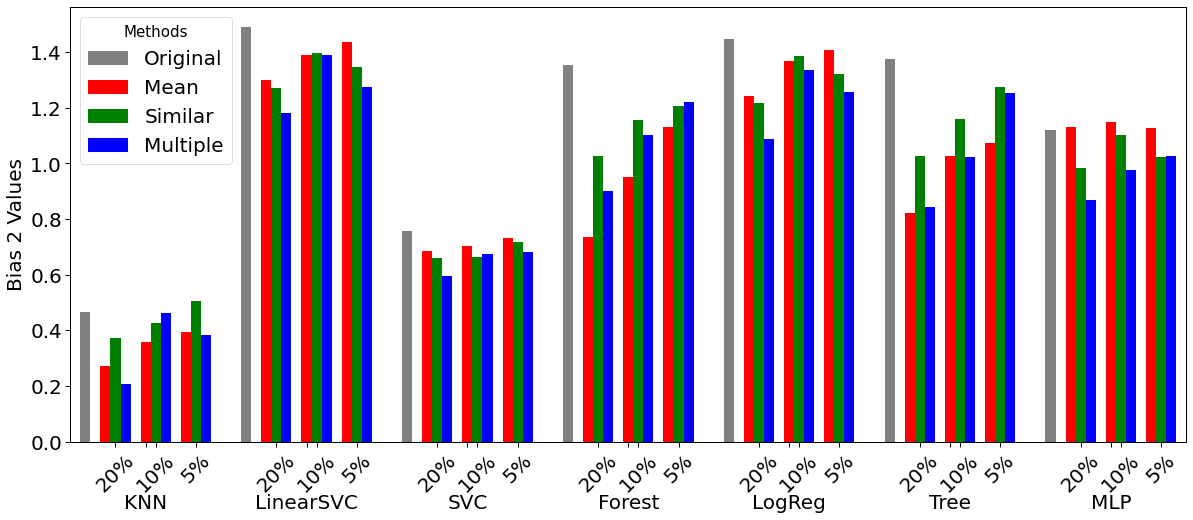 Methods
Original
Mean
Similar
Multiple
Bias 2 Values
1.4
1.2
1.0
0.8
0.6
0.4
0.2
0.0
20% 10% 5% 20% 10% 5% 20% 10% 5% 20% 10% 5% 20% 10% 5% 20% 10% 5% 20% 10% 5%
KNN LinearSVC SVC Forest LogReg Tree MLP